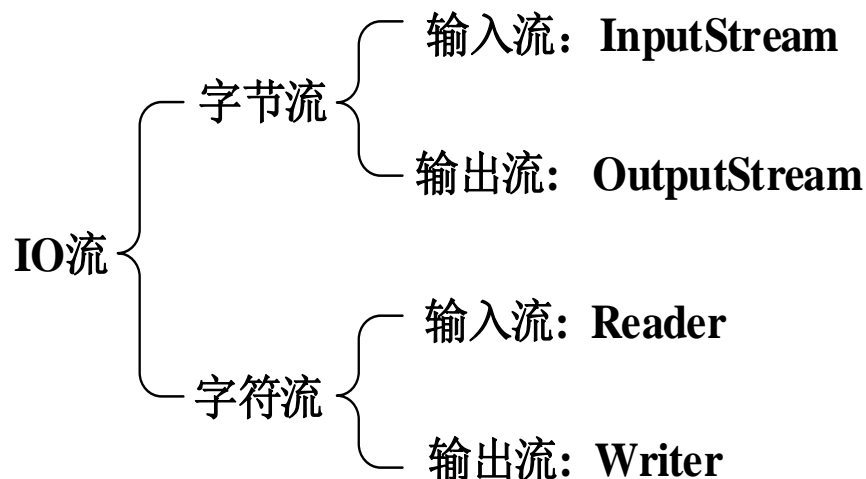 输入流：InputStream
字节流
输出流：OutputStream
IO流
输入流：Reader
字符流
输出流：Writer